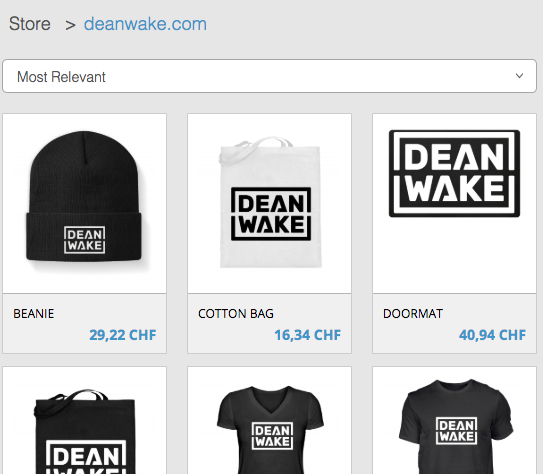 Store > deanwake.com
Most Relevant
DEAN
WAKE
DEAN
WAKE
DEAN
WAKE
BEANIE
29,22 CHF
COTTON BAG
16,34 CHF
DOORMAT
40,94 CHF
DEAN
WAKE
DEAN
WAKE
DEAN
WAKE